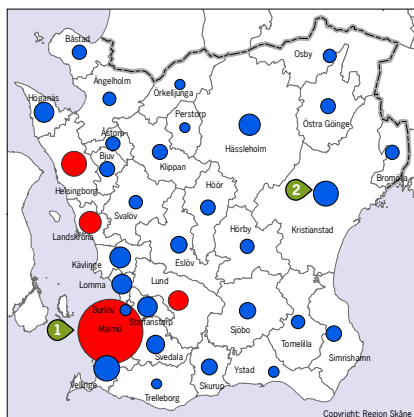 Båstad
Osby
Ängelholm
Örkelljunga
Höganäs
Perstorp
Östra Göinge
Åstorp
Hässleholm
Bjuv
Klippan
Bromölla
Helsingborg
Höör
2
Svalöv
Kristianstad
Landskrona
Hörby
Eslöv
Kävlinge
Lund
Lomma
Burlöv
1
Malmö
Staffanstorp
Sjöbo
Tomelilla
Svedala
Simrishamn
Vellinge
Skurup
Ystad
Trelleborg
Copyright: Region Skåne